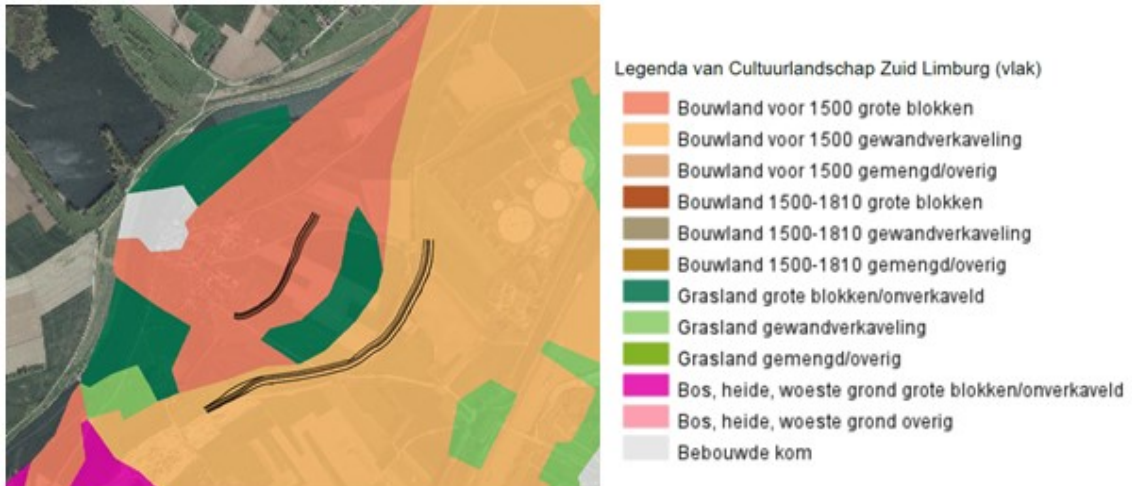 Legenda van Cultuurlandschap Zuid Limburg (vlak)
Bouwland voor 1500 grote blokken
Bouwland voor 1500 gewandverkaveling
Bouwland voor 1500 gemengd/overig
Bouwland 1500-1810 grote blokken
Bouwland 1500-1810 gewandverkaveling
Bouwland 1500-1810 gemengd/overig
Grasland grote blokken/onverkaveld
Grasland gewandverkaveling
Grasland gemengd/overig
Bos, heide, woeste grond grote blokken/onverkaveld
Bos, heide, woeste grond overig
Bebouwde kom